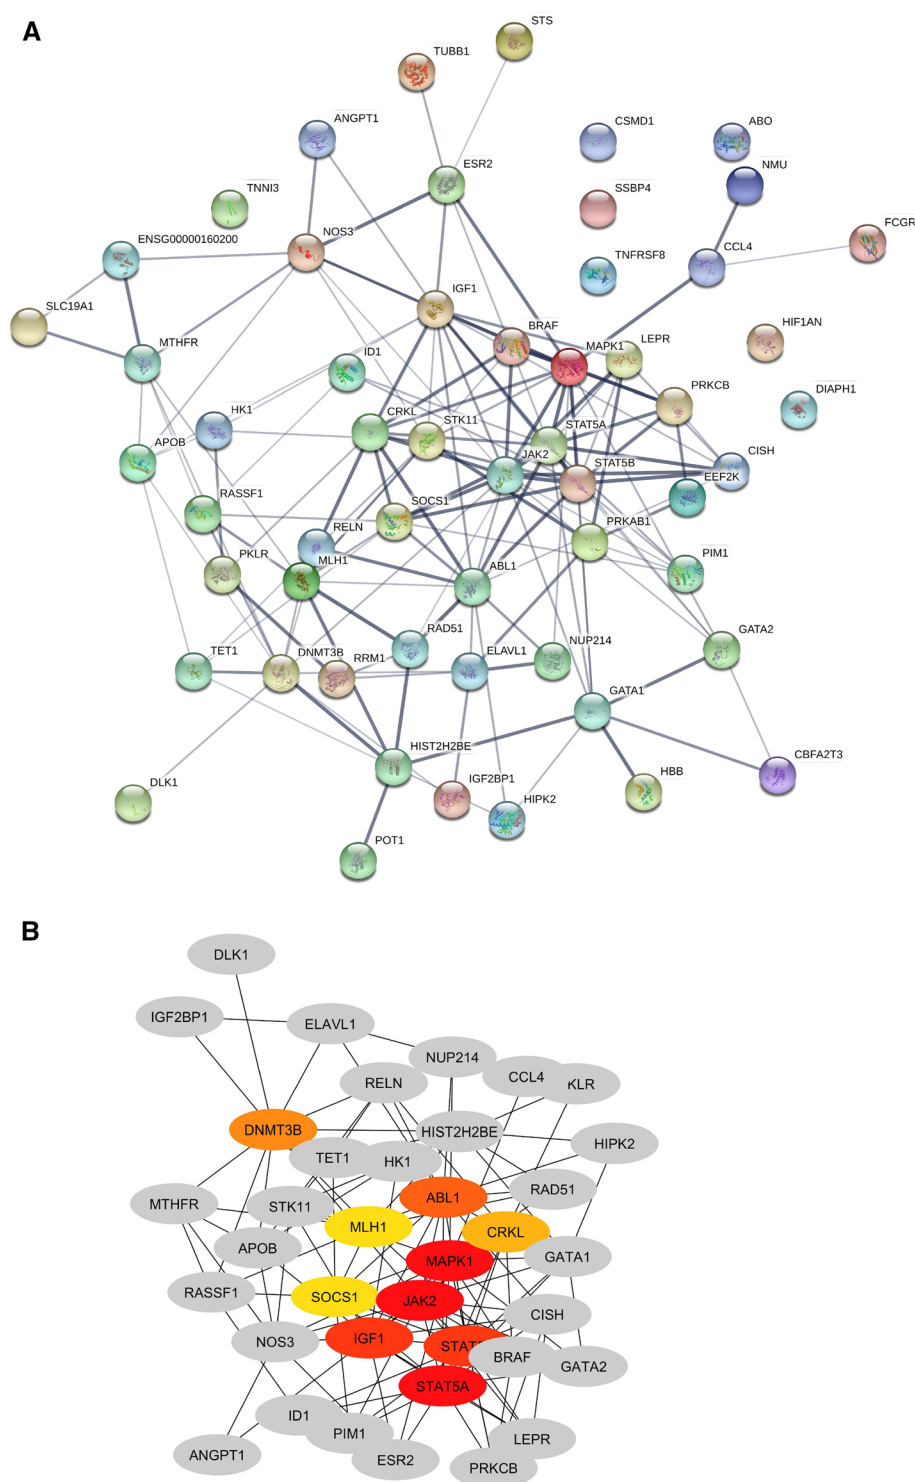 A
STS
TUBB1
ANGPT1
CSMD1
ABO
ESR2
NMU
TNNI3
SSBP4
FCGR
NOS3
ENSG00000160200
CCL4
TNFRSF8
SLC19A1
IGF1
HIF1AN
BRAF
MTHFR
ID1
MAPK1
LEPR
PRKCB
DIAPH1
HK1
CRKL
STK11
STAT5A
APOB
JAK2
STAT5B
CISH
EEF2K
RASSF1
SOCS1
RELN
PRKAB1
PKLR
MLH1
ABL1
PIM1
RAD51
GATA2
TET1
DNMT3B
RRM1
ELAVL1
NUP214
GATA1
HIST2H2BE
CBFA2T3
DLK1
IGF2BP1
HBB
HIPK2
POT1
B
DLK1
IGF2BP1
ELAVL1
NUP214
RELN
CCL4
KLR
DNMT3B
HIST2H2BE
HIPK2
TET1
HK1
RAD51
MTHFR
STK11
ABL1
MLH1
CRKL
APOB
MAPK1
GATA1
RASSF1
SOCS1
JAK2
CISH
NOS3
IGF1
STAT
BRAF
GATA2
STAT5A
ID1
PIM1
LEPR
ANGPT1
ESR2
PRKCB